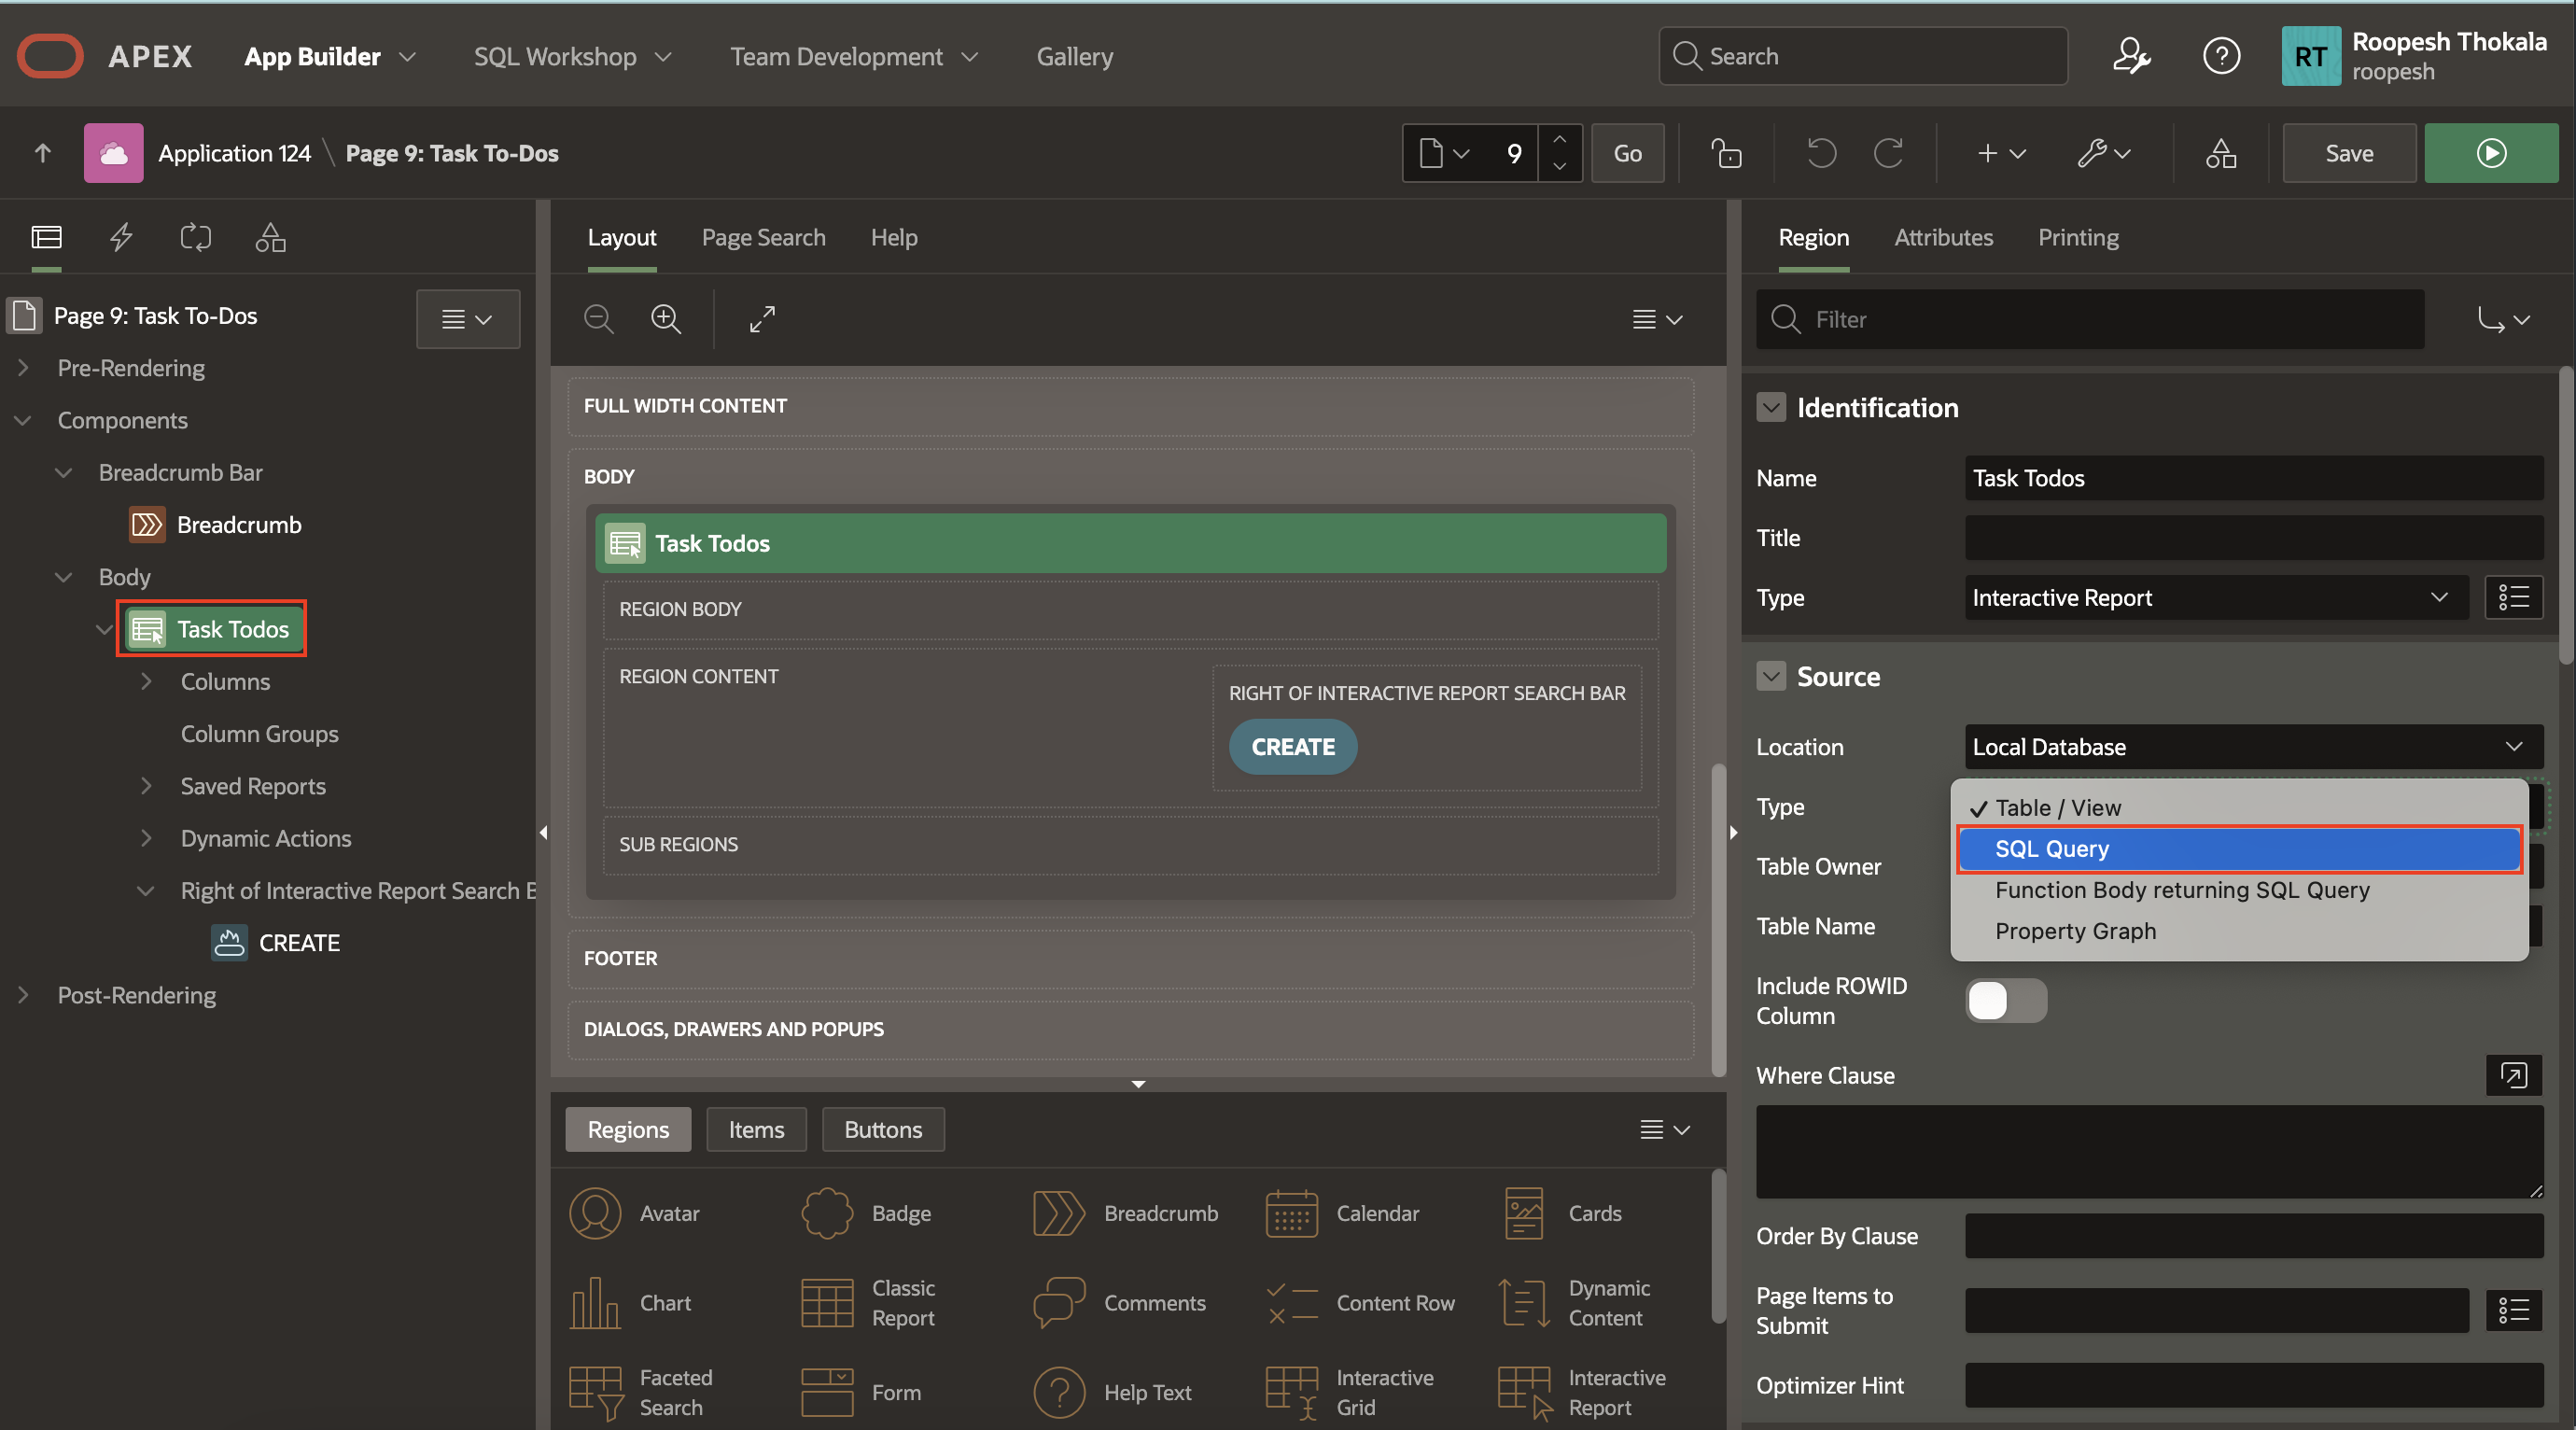 APEX
App Builder
SQL Workshop
Team Development
Gallery
Search
RT
Roopesh Thokala
roopesh
Application 124 \ Page 9: Task To-Dos
9
Go
Save
Page 9: Task To-Dos
Pre-Rendering
Components
Breadcrumb Bar
Breadcrumb
Body
Task Todos
Columns
Column Groups
Saved Reports
Dynamic Actions
Right of Interactive Report Search B
CREATE
Post-Rendering
Layout
Page Search
Help
FULL WIDTH CONTENT
BODY
Task Todos
REGION BODY
REGION CONTENT
RIGHT OF INTERACTIVE REPORT SEARCH BAR
CREATE
SUB REGIONS
FOOTER
DIALOGS, DRAWERS AND POPUPS
Regions
Items
Buttons
Avatar
Badge
Breadcrumb
Calendar
Cards
Chart
Classic
Report
Comments
Content Row
Dynamic
Content
Faceted
Search
Form
Help Text
Interactive
Grid
Interactive
Report
Region
Attributes
Printing
Filter
Identification
Name
Task Todos
Title
Type
Interactive Report
Source
Location
Local Database
Type
✓ Table / View
SQL Query
Function Body returning SQL Query
Property Graph
Table Owner
Table Name
Include ROWID
Column
Where Clause
Order By Clause
Page Items to
Submit
Optimizer Hint